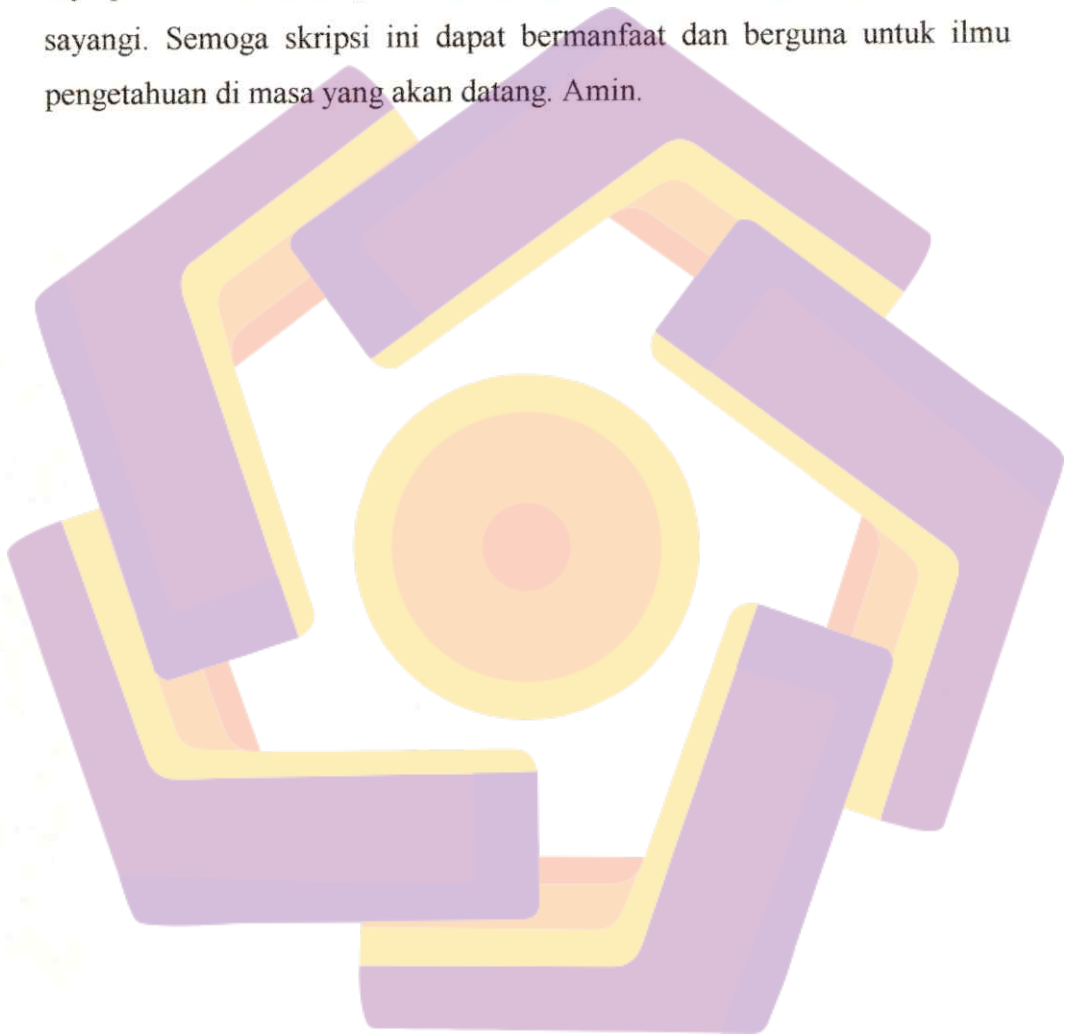 sayangi. Semoga skripsi ini dapat bermanfaat dan berguna untuk ilmu
pengetahuan di masa yang akan datang. Amin.